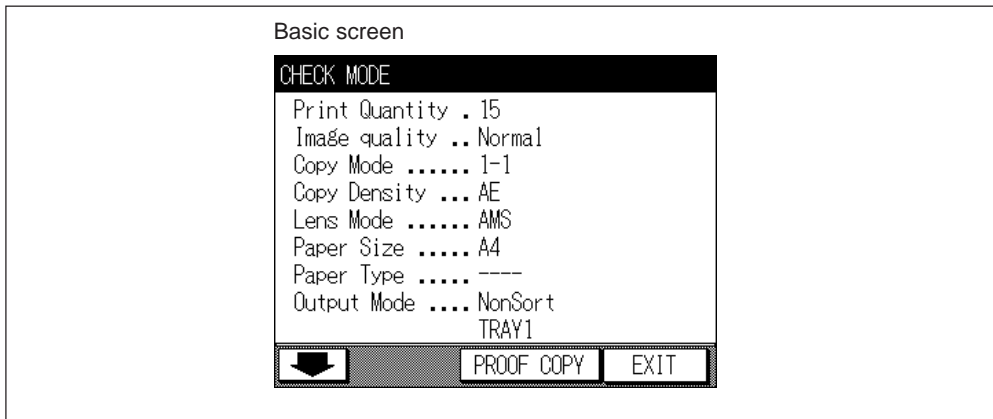 Basic screen
CHECK MODE
Print Quantity . 15
Image quality .. Normal
Copy Mode ...... 1-1
Copy Density ... AE
Lens Mode ...... AMS
Paper Size ..... A4
Paper Type ..... ----
Output Mode .... NonSort
TRAY1
PROOF COPY EXIT